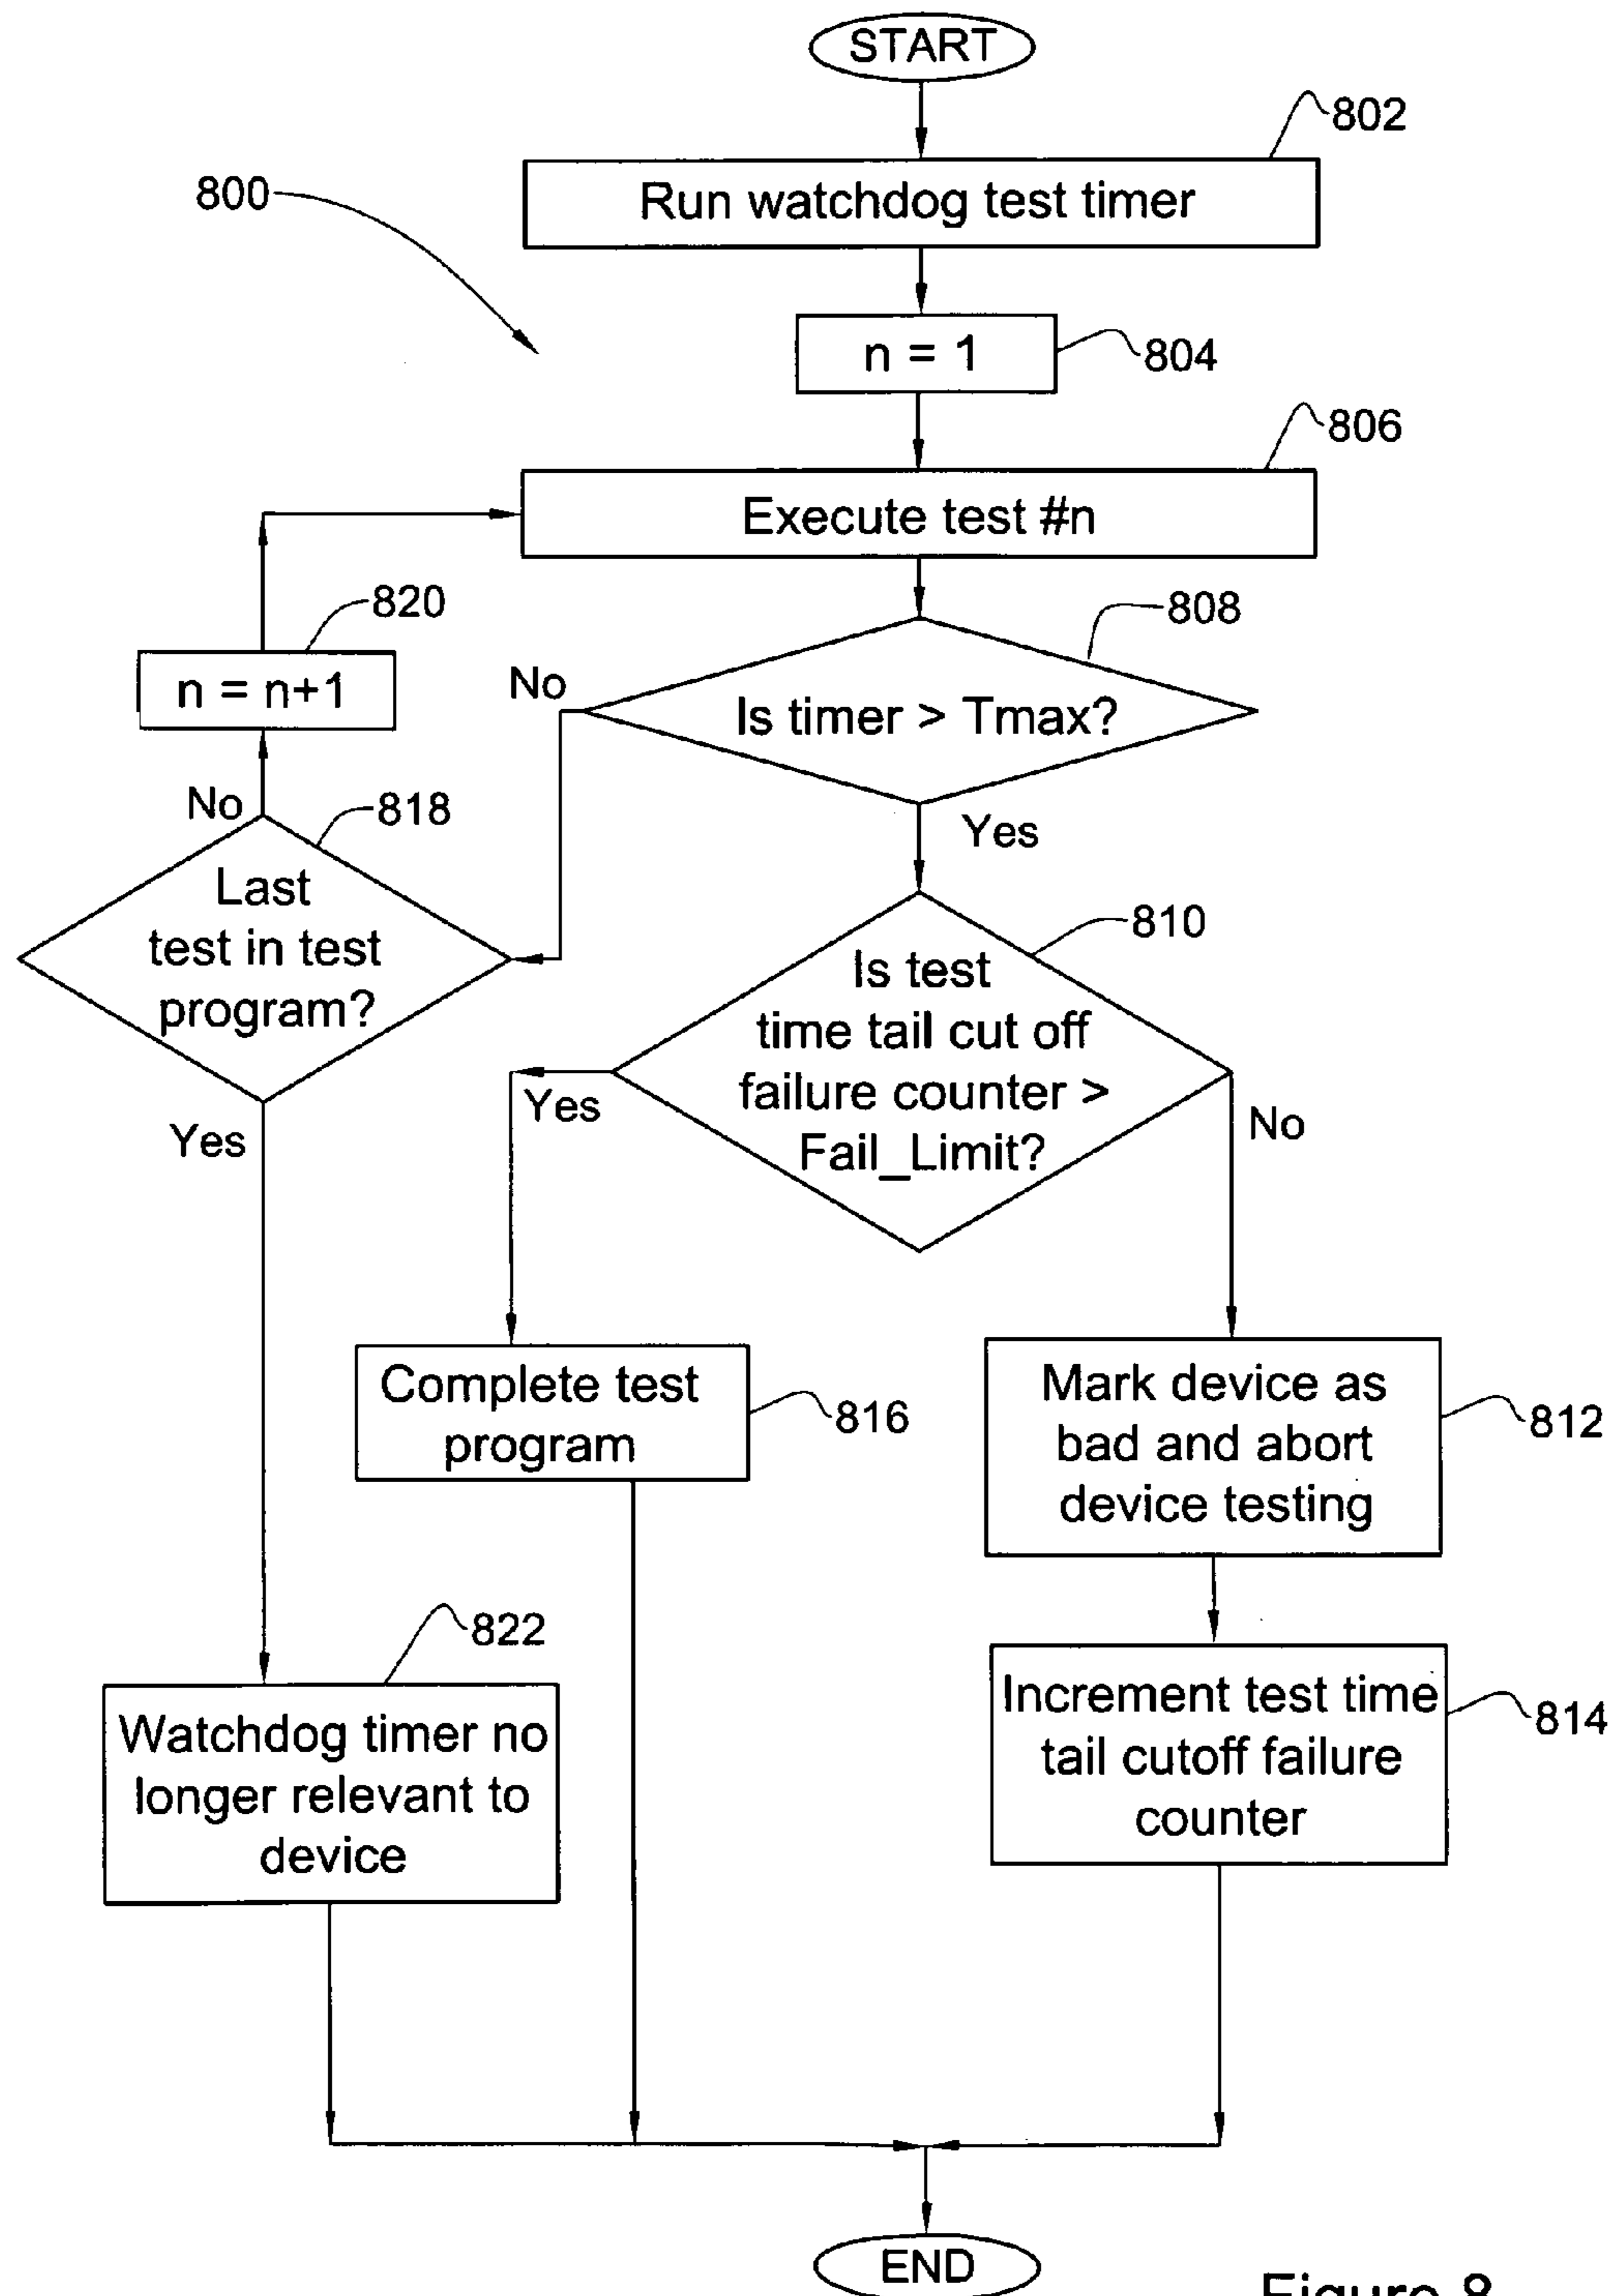 START
802
800
Run watchdog test timer
n = 1
804
806
Execute test #n
820
808
n = n+1
No
Is timer > Tmax?
No
818
Yes
Last
test in test
program?
810
Is test
time tail cut off
failure counter >
Fail_Limit?
Yes
No
Yes
Complete test
program
816
Mark device as
bad and abort
device testing
812
822
Watchdog timer no
longer relevant to
device
Increment test time
tail cutoff failure
counter
814
END
Figure 8